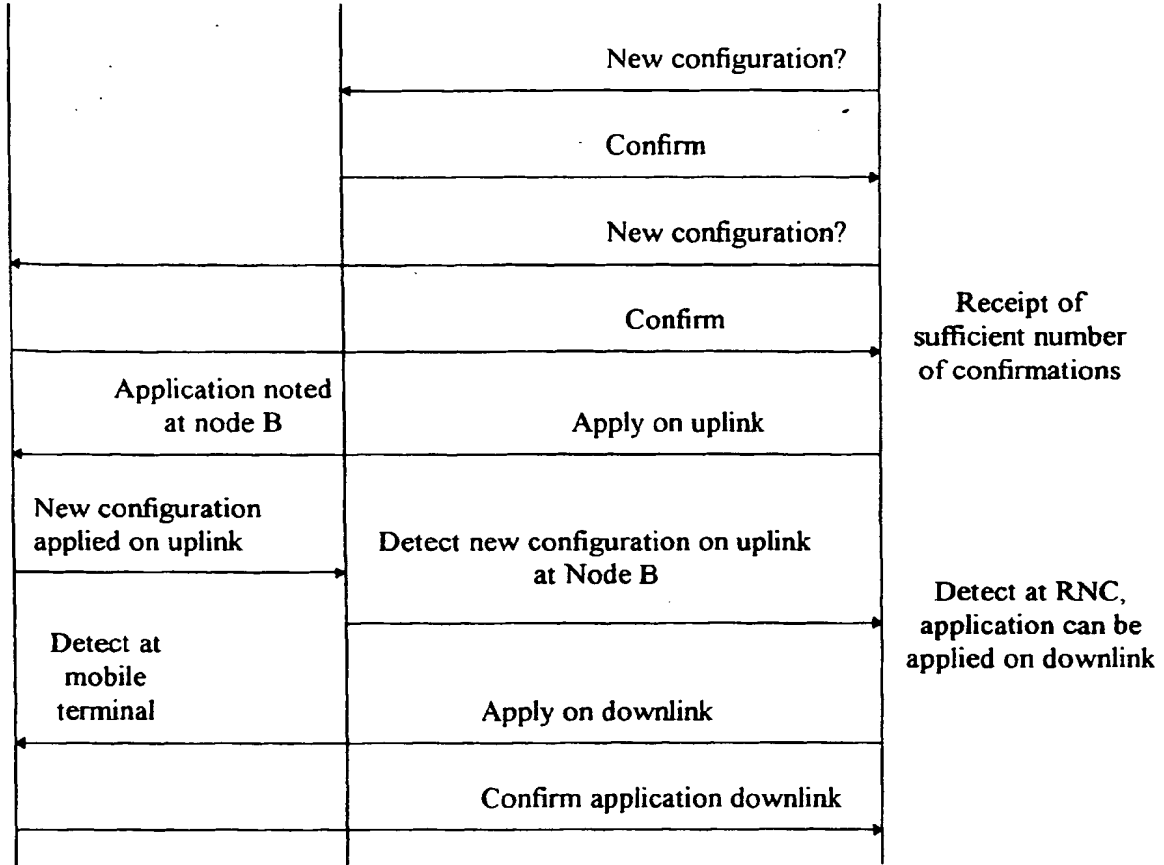 New configuration?
Confirm
New configuration?
Confirm
Receipt of
sufficient number
of confirmations
Application noted
at node B
Apply on uplink
New configuration
applied on uplink
Detect new configuration on uplink
at Node B
Detect at RNC,
application can be
applied on downlink
Detect at
mobile
terminal
Apply on downlink
Confirm application downlink